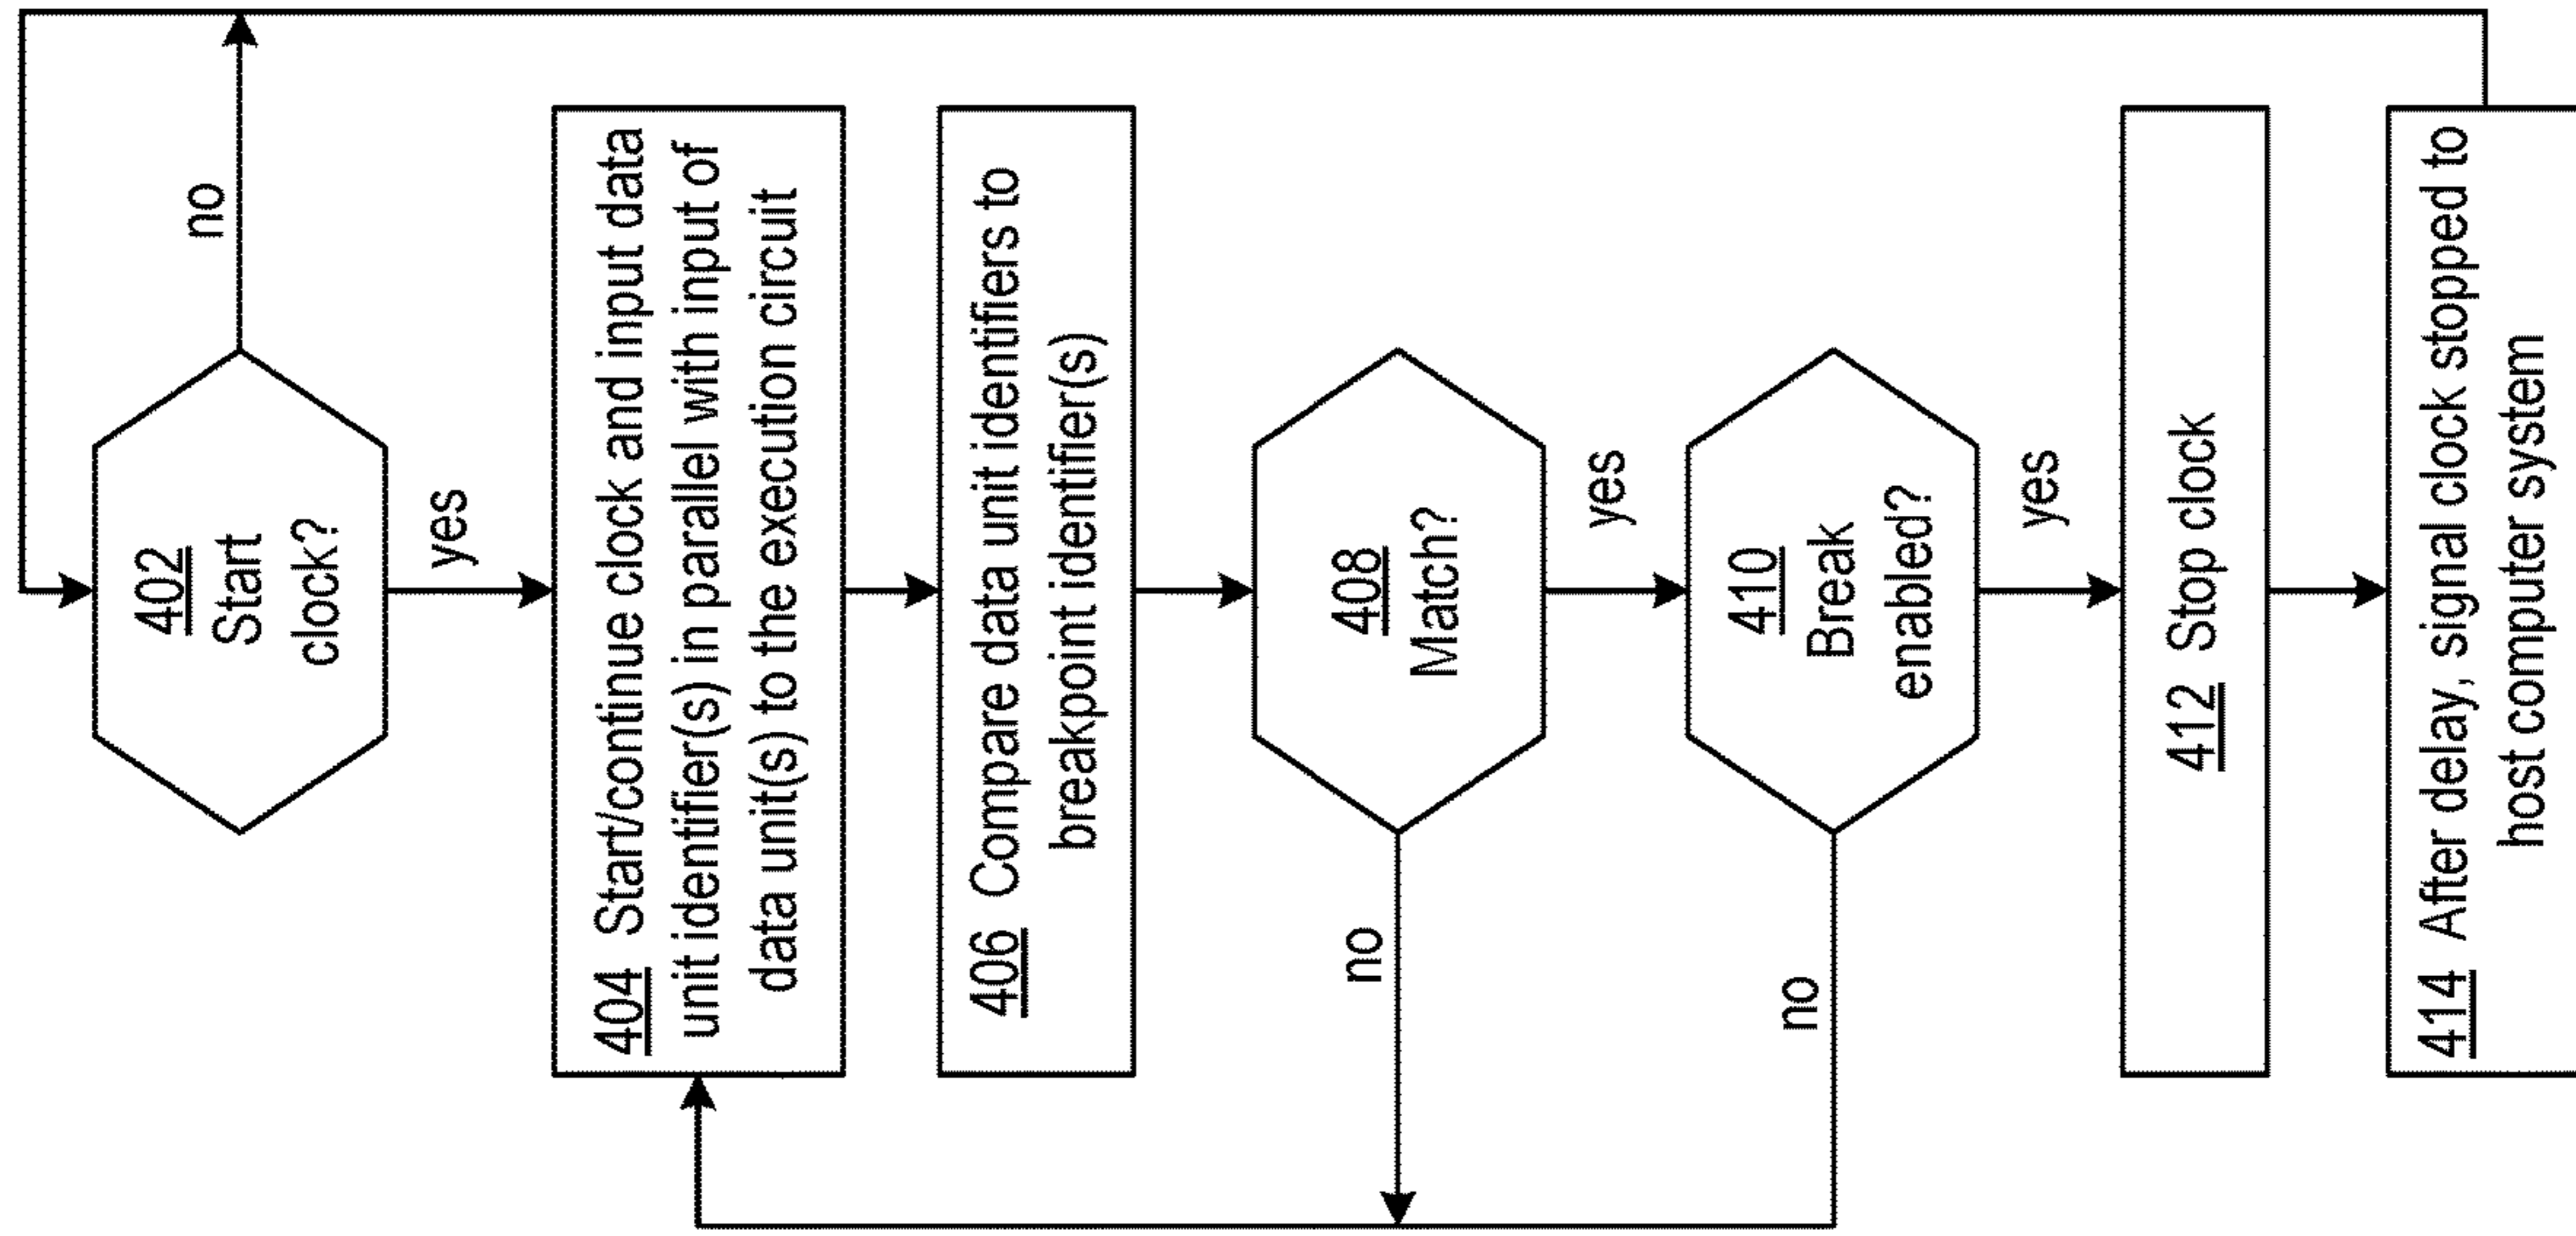 402
Start
clock?
no
yes
404 Start/continue clock and input data
unit identifier(s) in parallel with input of
data unit(s) to the execution circuit
406 Compare data unit identifiers to
breakpoint identifier(s)
408
Match?
no
yes
410
Break
enabled?
no
yes
412 Stop clock
414 After delay, signal clock stopped to
host computer system